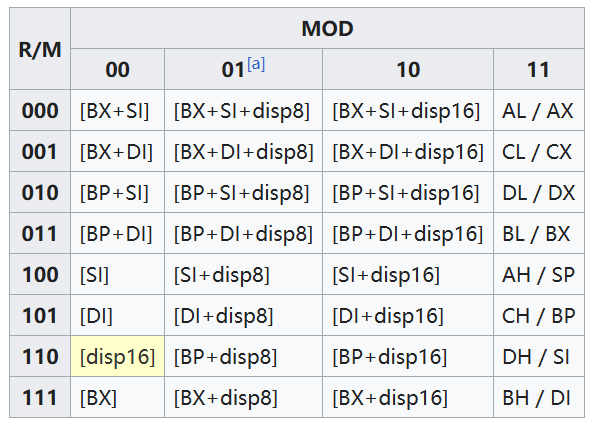 R/M MOD
00 01[a] 10 11
000 [BX+SI] [BX+SI+disp8] [BX+SI+disp16] AL / AX
001 [BX+DI] [BX+DI+disp8] [BX+DI+disp16] CL / CX
010 [BP+SI] [BP+SI+disp8] [BP+SI+disp16] DL / DX
011 [BP+DI] [BP+DI+disp8] [BP+DI+disp16] BL / BX
100 [SI] [SI+disp8] [SI+disp16] AH / SP
101 [DI] [DI+disp8] [DI+disp16] CH / BP
110 [disp16] [BP+disp8] [BP+disp16] DH / SI
111 [BX] [BX+disp8] [BX+disp16] BH / DI